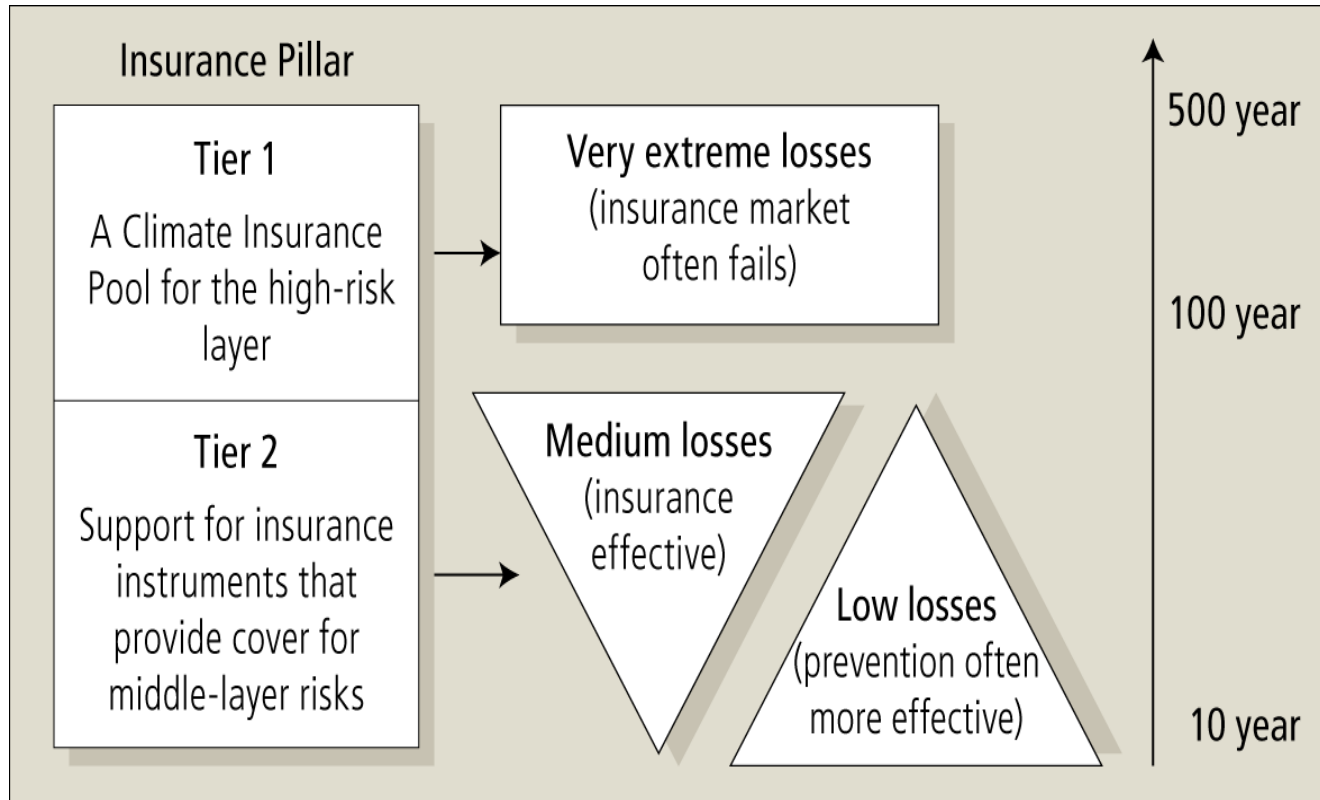 Insurance Pillar
Tier 1
A Climate Insurance
Pool for the high-risk
layer
Tier 2
Support for insurance
instruments that
provide cover for
middle-layer risks
Very extreme losses
(insurance market
often fails)
Medium losses
(insurance
effective)
Low losses
(prevention often
more effective)
500 year
100 year
10 year